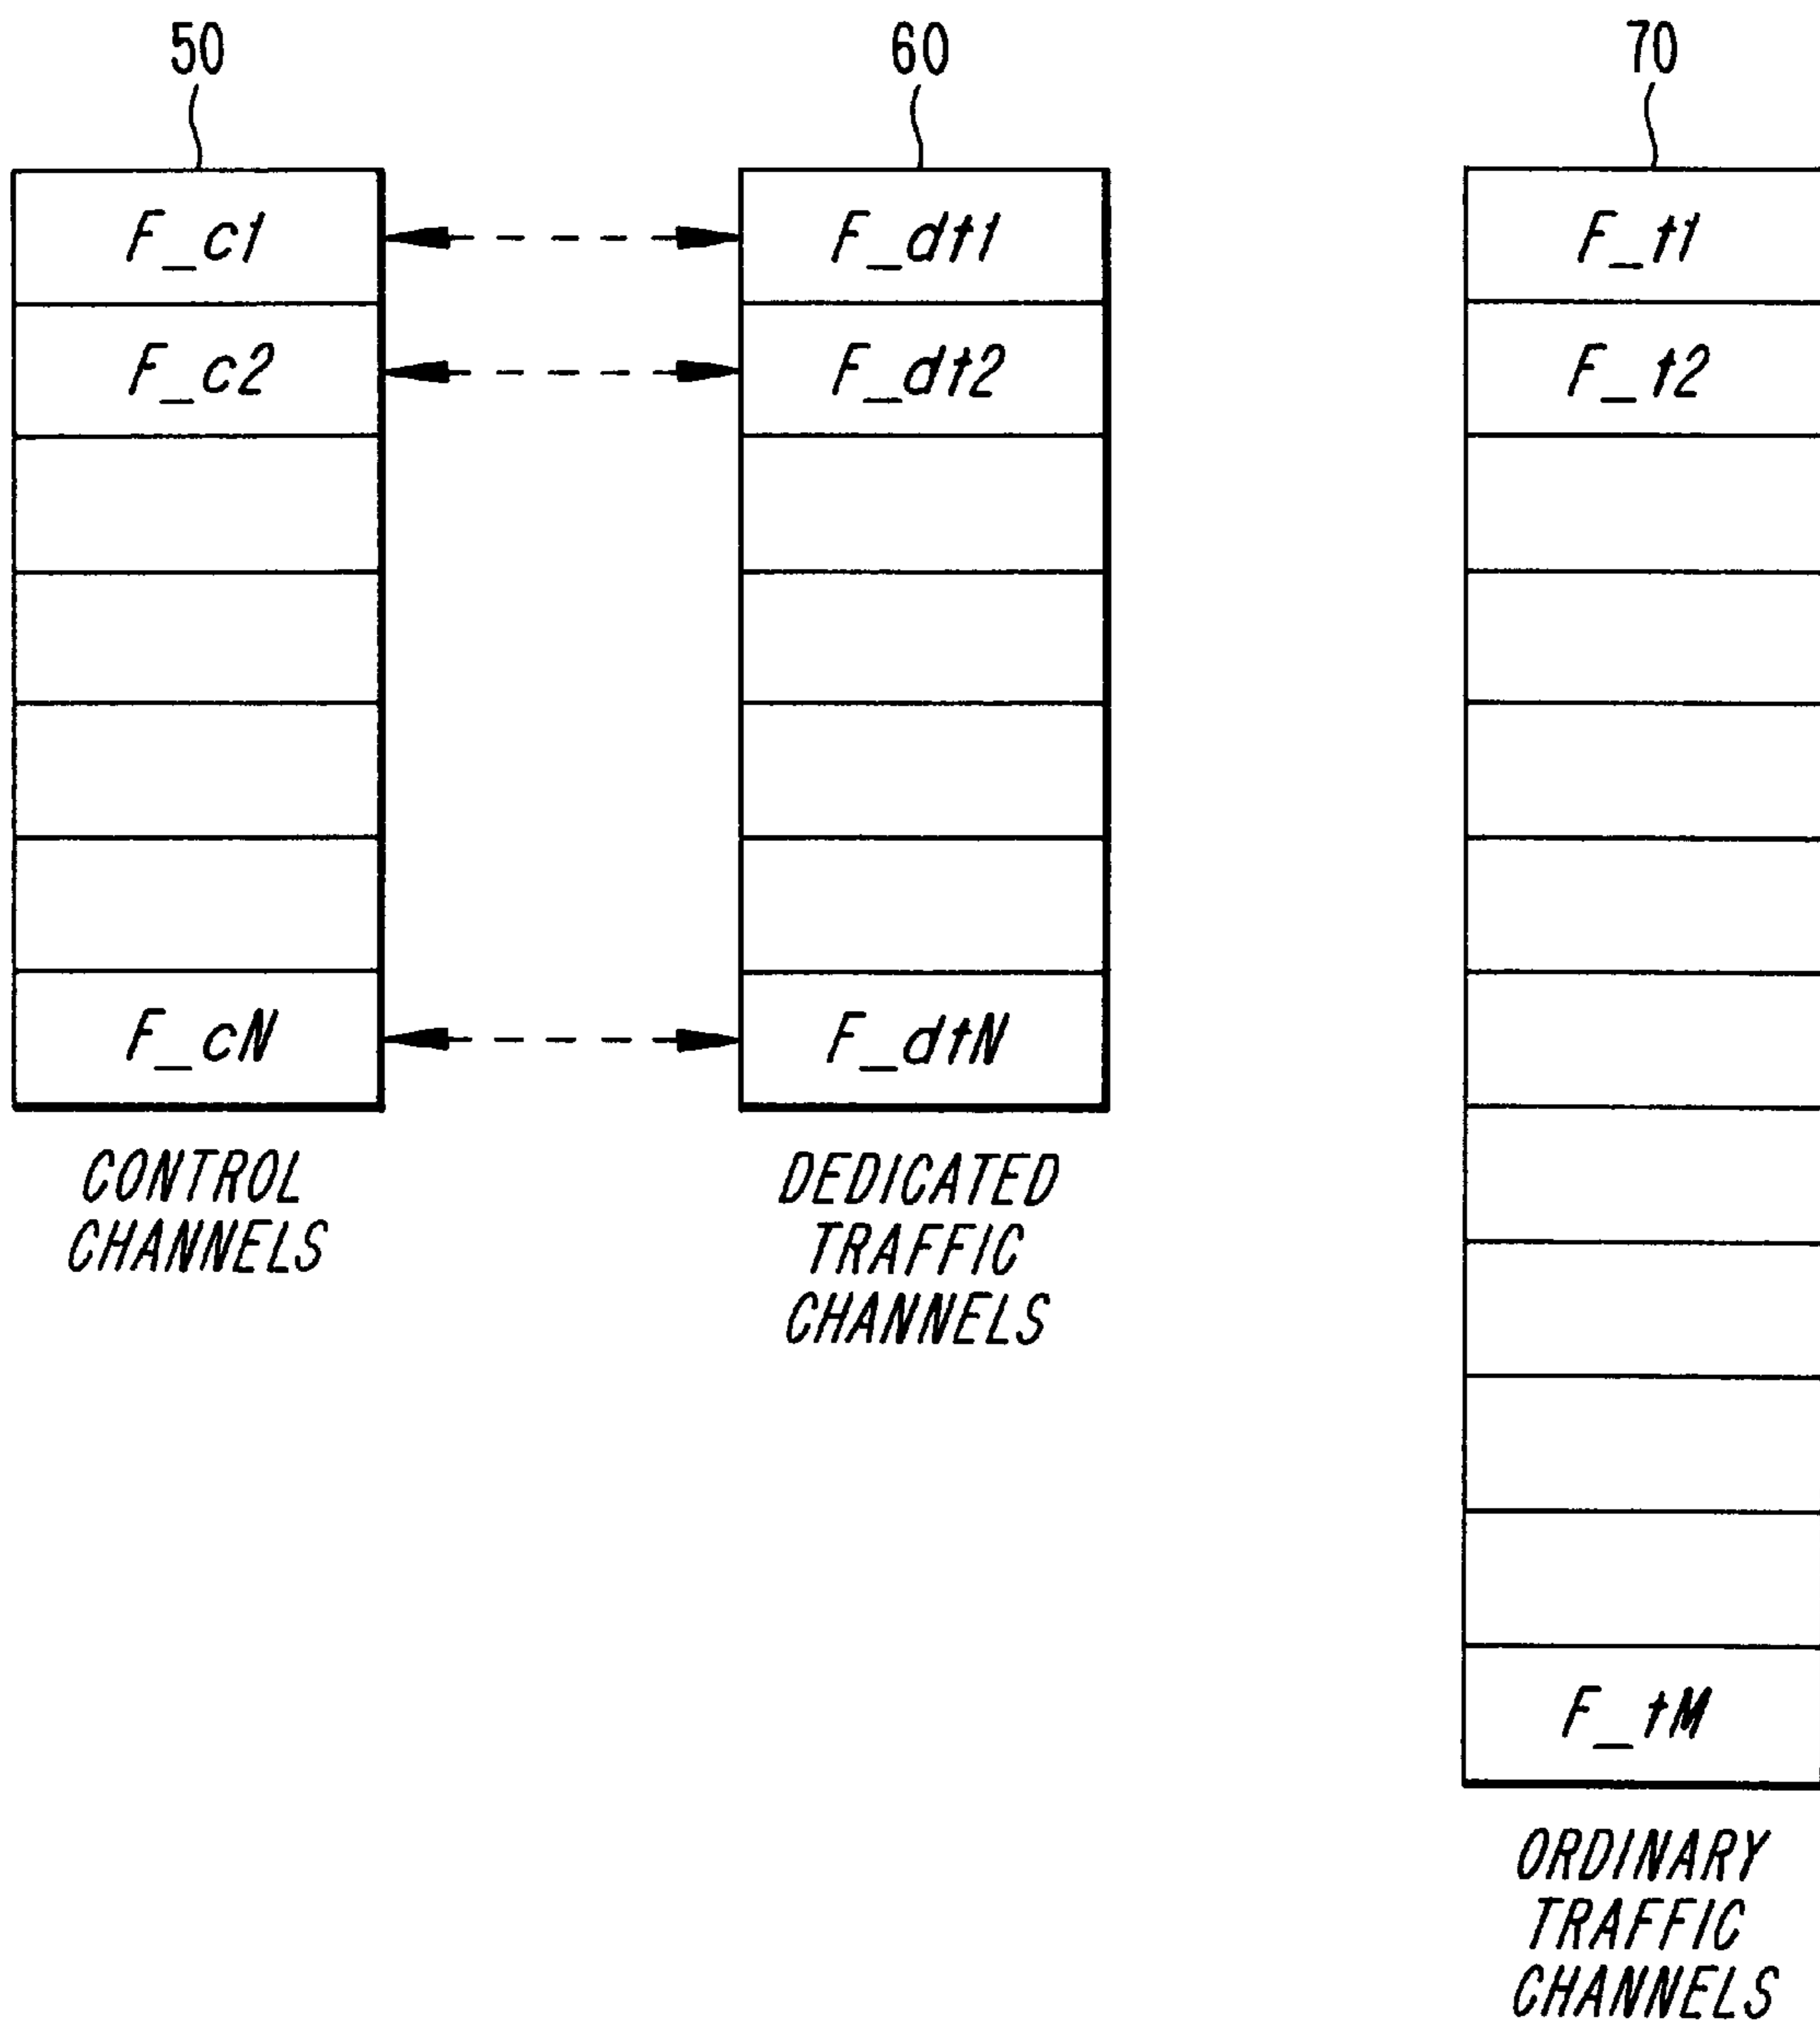 50
60
70
F_c1
F_dt1
F_t1
F_c2
F_dt2
F_t2
F_cN
F_dtN
CONTROL
CHANNELS
DEDICATED
TRAFFIC
CHANNELS
F_tM
ORDINARY
TRAFFIC
CHANNELS